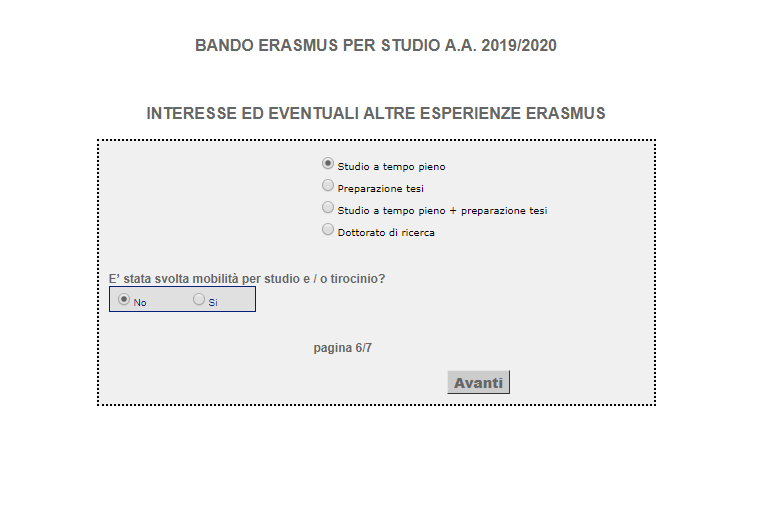 BANDO ERASMUS PER STUDIO A.A. 2019/2020
INTERESSE ED EVENTUALI ALTRE ESPERIENZE ERASMUS
Studio a tempo pieno
Preparazione tesi
Studio a tempo pieno + preparazione tesi
Dottorato di ricerca
E' stata svolta mobilità per studio e / o tirocinio?
No Si
pagina 6/7
Avanti